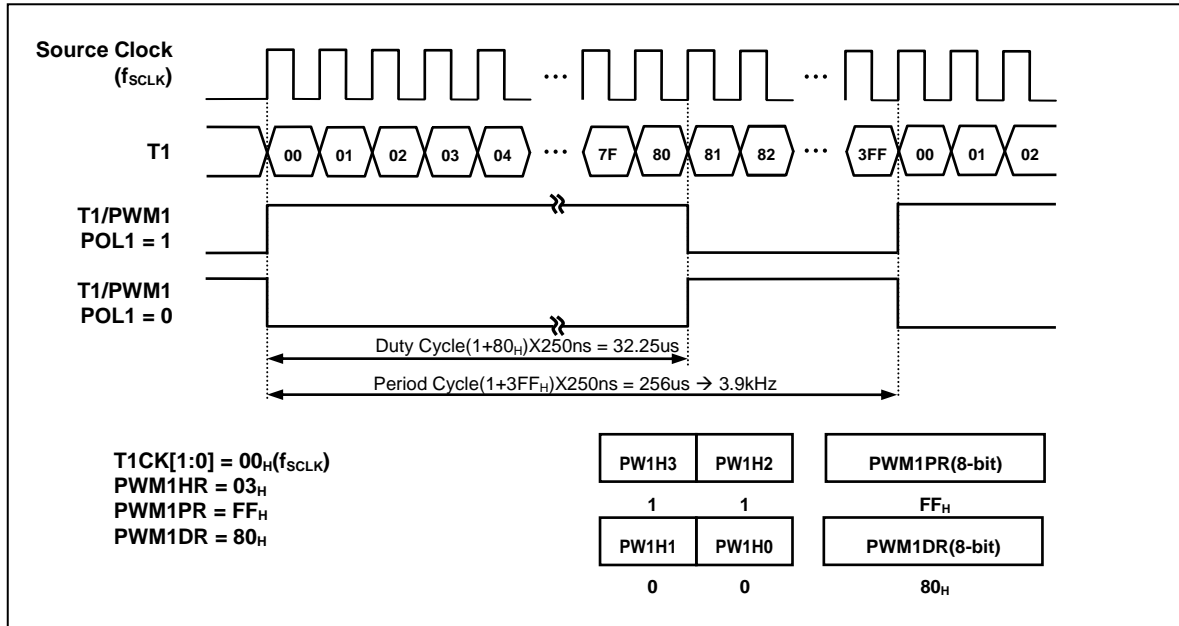 Source Clock
(fSCLK)
... ...
T1
00 01 02 03 04 ... 7F 80 81 82 ... 3FF 00 01 02
T1/PWM1
POL1 = 1
T1/PWM1
POL1 = 0
Duty Cycle(1+80H)X250ns = 32.25us
Period Cycle(1+3FFH)X250ns = 256us → 3.9kHz
T1CK[1:0] = 00H(fSCLK)
PWM1HR = 03H
PWM1PR = FFH
PWM1DR = 80H
PW1H3 PW1H2 PWM1PR(8-bit)
1 1 FFH
PW1H1 PW1H0 PWM1DR(8-bit)
0 0 80H